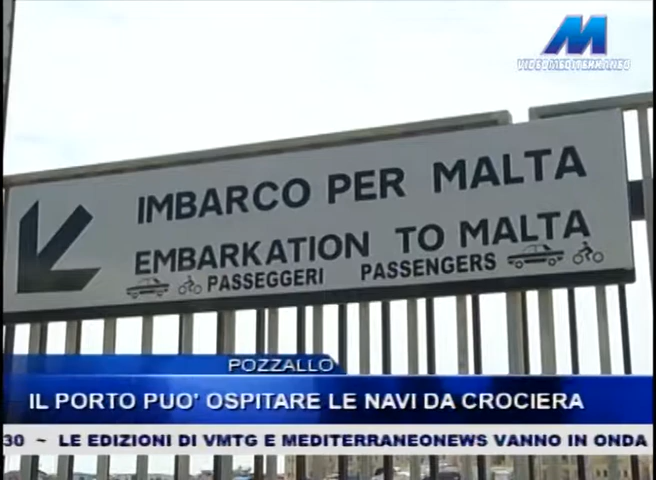 M
VIDEOMEDITERRANEO
IMBARCO PER MALTA
EMBARKATION TO MALTA
PASSEGGERI PASSENGERS
POZZALLO
IL PORTO PUO' OSPITARE LE NAVI DA CROCIERA
30 ~ LE EDIZIONI DI VMTG E MEDITERRANEONEWS VANNO IN ONDA